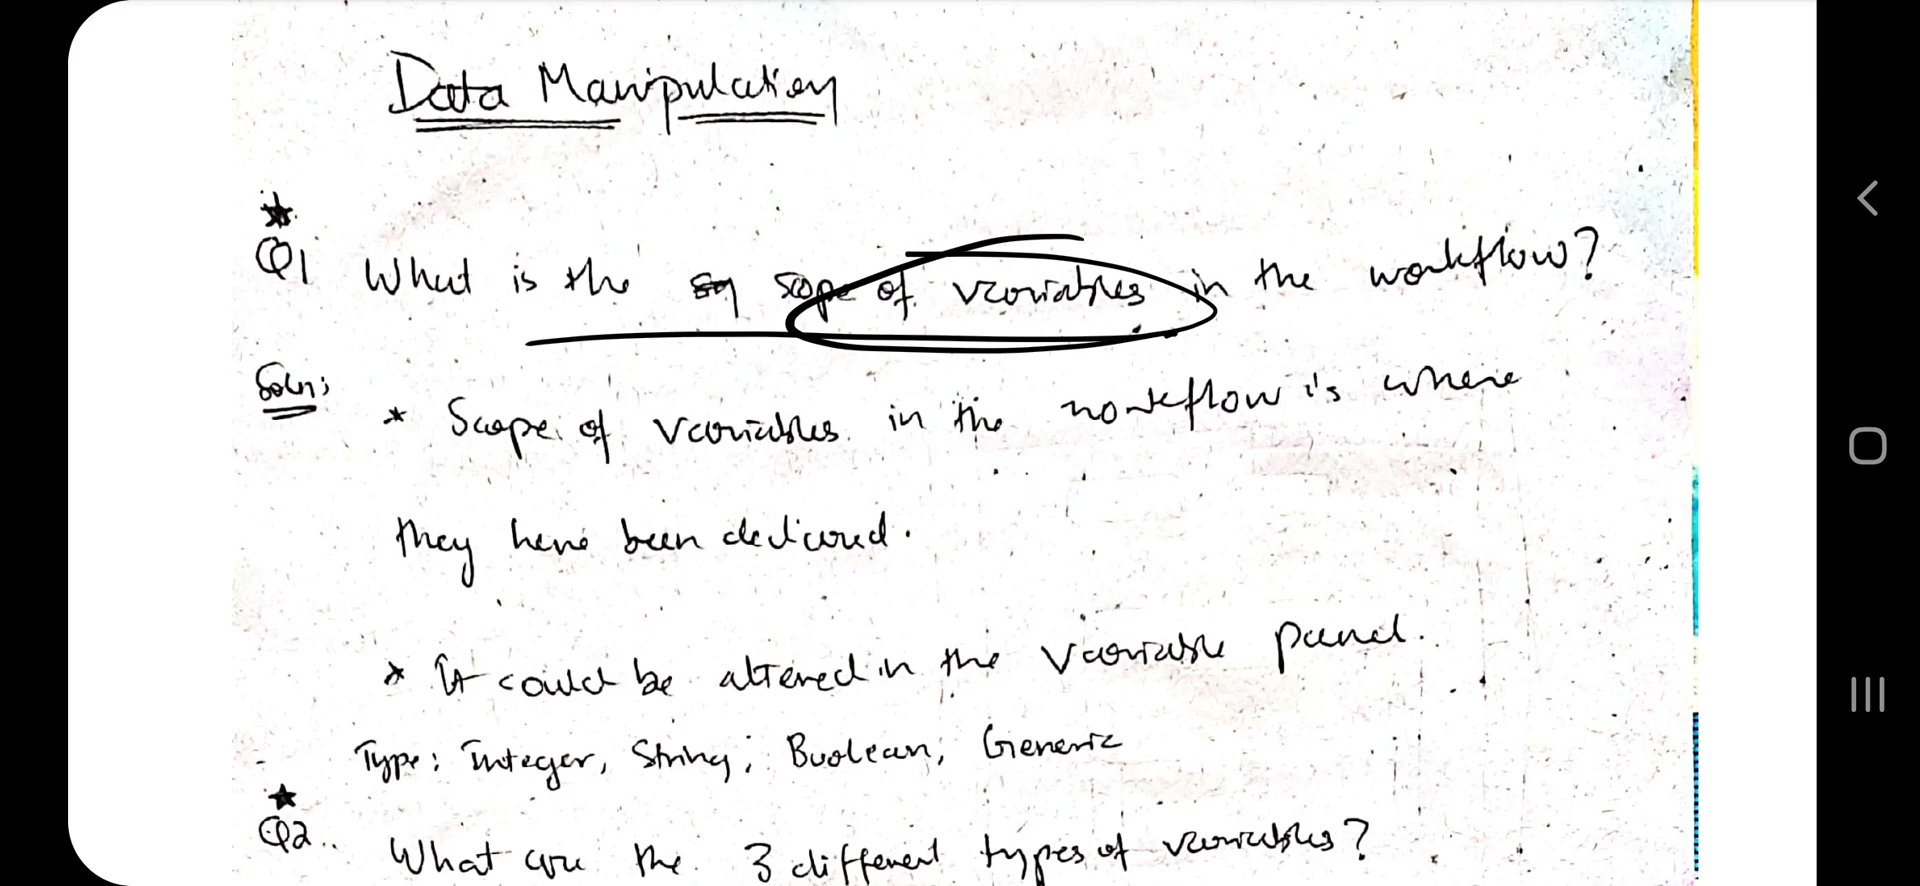 Data Manipulation
Q1 What is the scope of variables in the workflow?
Soln:
* Scope of variables in the workflow is where
they have been declared.
* It could be altered in the variable panel.
Type: Integer, String, Boolean, Generic
Q2. What are the 3 different types of variables?